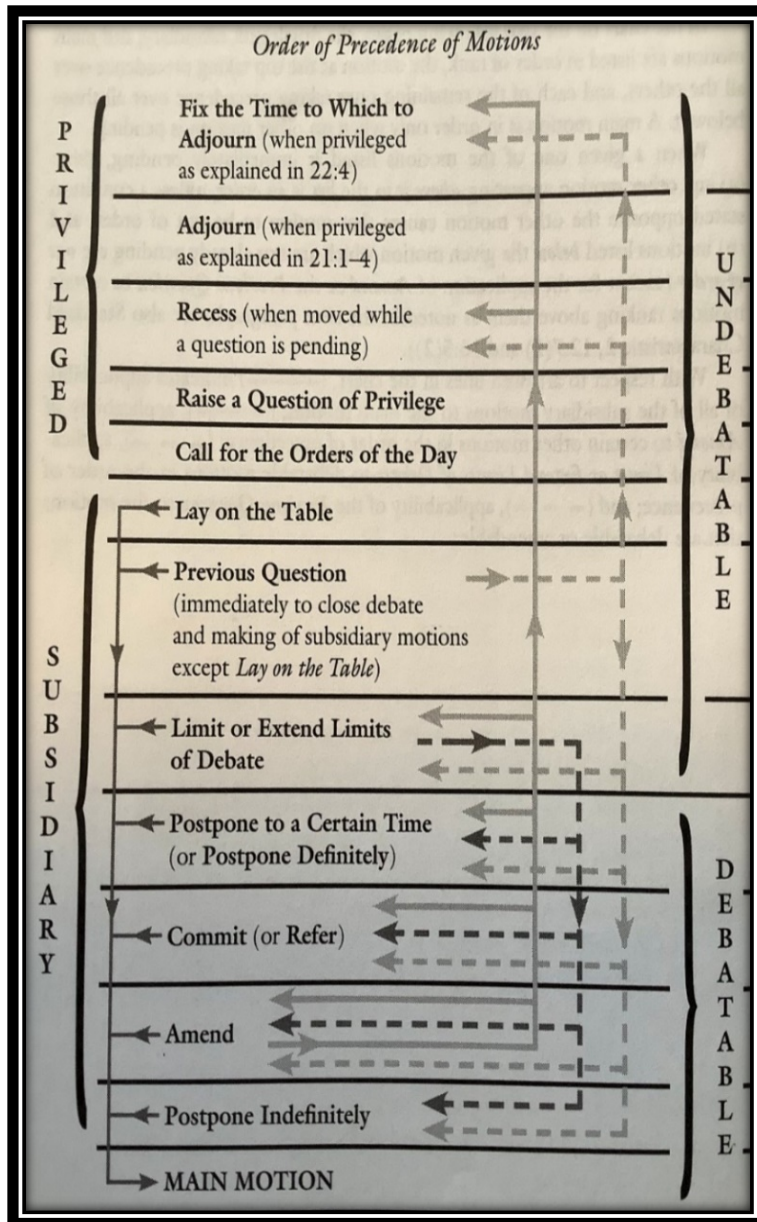 Order of Precedence of Motions
PRIVILEGED
Fix the Time to Which to
Adjourn (when privileged
as explained in 22:4)
Adjourn (when privileged
as explained in 21:1–4)
Recess (when moved while
a question is pending)
Raise a Question of Privilege
Call for the Orders of the Day
UNDEBATABLE
SUBSIDIARY
Lay on the Table
Previous Question
(immediately to close debate
and making of subsidiary motions
except Lay on the Table)
Limit or Extend Limits
of Debate
Postpone to a Certain Time
(or Postpone Definitely)
Commit (or Refer)
Amend
Postpone Indefinitely
DEBATABLE
MAIN MOTION